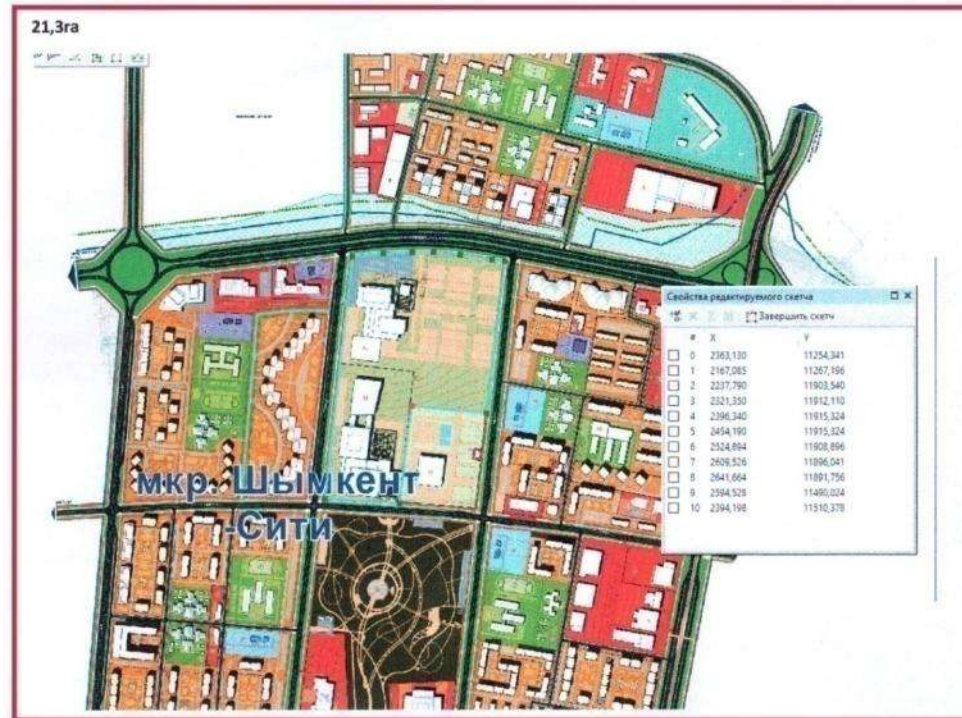 21,3га
Свойства редактируемого скетча
Завершить скетч
# X Y
0 2363,130 11254,341
1 2167,085 11267,196
2 2237,790 11903,540
3 2321,350 11912,110
4 2396,340 11915,324
5 2454,190 11915,324
6 2524,894 11908,896
7 2609,526 11896,041
8 2641,664 11891,756
9 2594,528 11490,024
10 2394,198 11510,378
мкр. Шымкент
-Сити